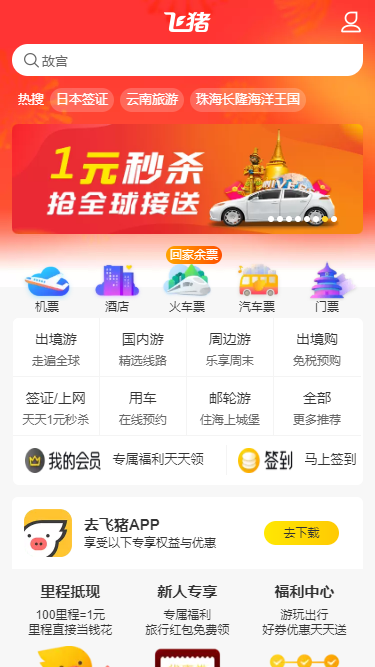 飞猪
故宫
热搜 日本签证 云南旅游 珠海长隆海洋王国
1元秒杀
抢全球接送
回家余票
机票 酒店 火车票 汽车票 门票
出境游 国内游 周边游 出境购
走遍全球 精选线路 乐享周末 免税预购
签证/上网 用车 邮轮游 全部
天天1元秒杀 在线预约 住海上城堡 更多推荐
我的会员 专属福利天天领 签到 马上签到
去飞猪APP
享受以下专享权益与优惠
去下载
里程抵现 新人专享 福利中心
100里程=1元 专属福利 游玩出行
里程直接当钱花 旅行红包免费领 好券优惠天天送